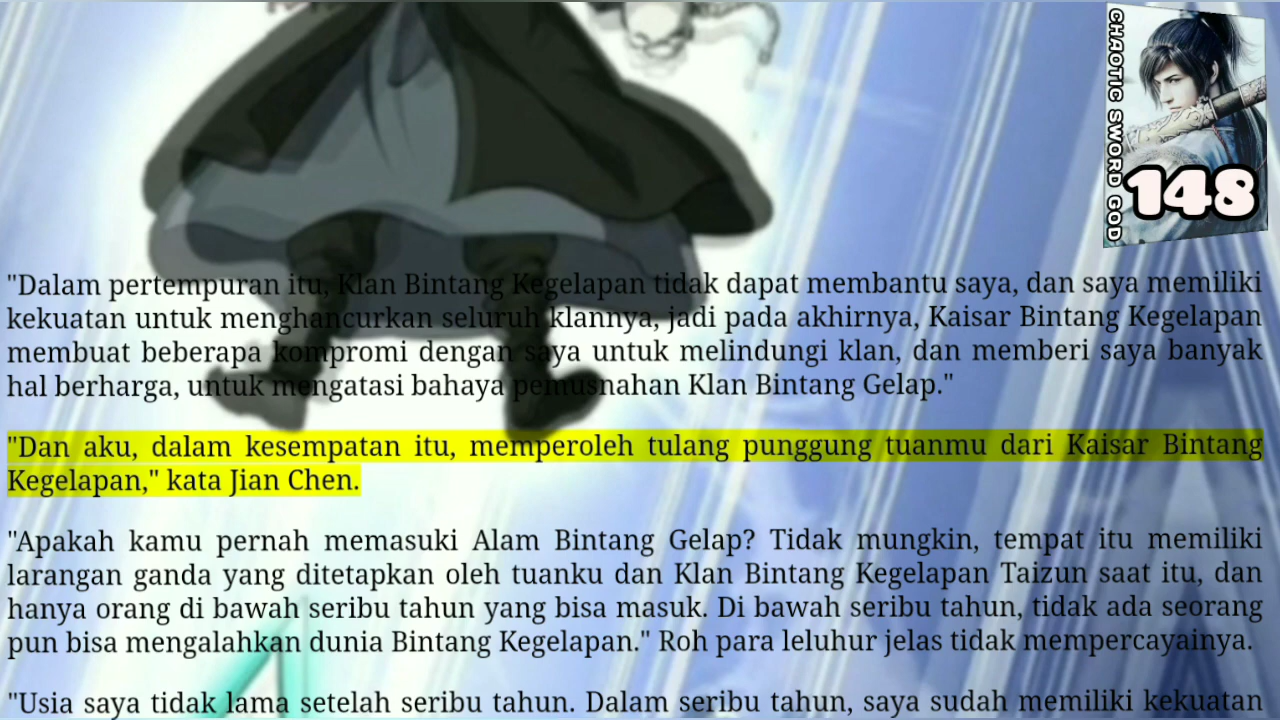 CHAOTIC SWORD GOD
148
"Dalam pertempuran itu, Klan Bintang Kegelapan tidak dapat membantu saya, dan saya memiliki
kekuatan untuk menghancurkan seluruh klannya, jadi pada akhirnya, Kaisar Bintang Kegelapan
membuat beberapa kompromi dengan saya untuk melindungi klan, dan memberi saya banyak
hal berharga, untuk mengatasi bahaya pemusnahan Klan Bintang Gelap."
"Dan aku, dalam kesempatan itu, memperoleh tulang punggung tuanmu dari Kaisar Bintang
Kegelapan," kata Jian Chen.
"Apakah kamu pernah memasuki Alam Bintang Gelap? Tidak mungkin, tempat itu memiliki
larangan ganda yang ditetapkan oleh tuanku dan Klan Bintang Kegelapan Taizun saat itu, dan
hanya orang di bawah seribu tahun yang bisa masuk. Di bawah seribu tahun, tidak ada seorang
pun bisa mengalahkan dunia Bintang Kegelapan." Roh para leluhur jelas tidak mempercayainya.
"Usia saya tidak lama setelah seribu tahun. Dalam seribu tahun, saya sudah memiliki kekuatan